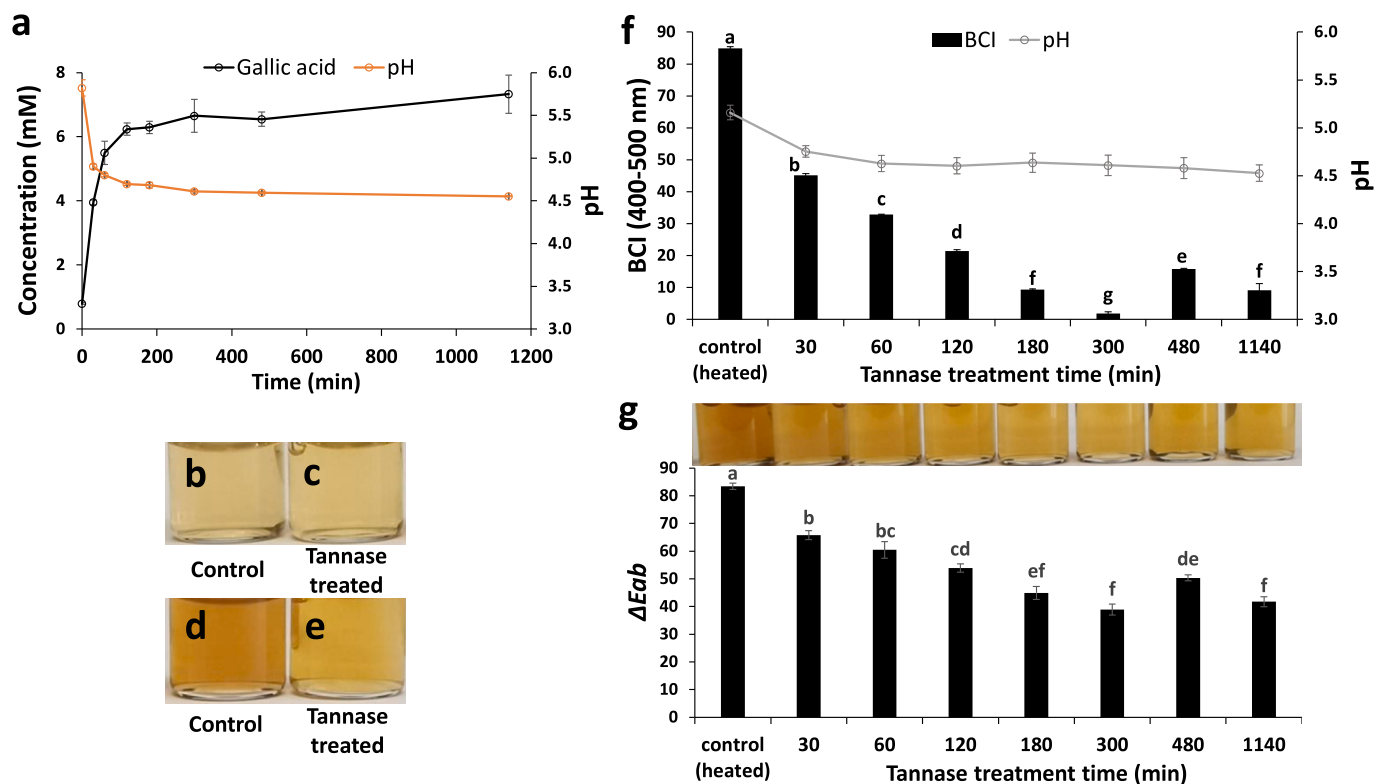 a
Gallic acid
pH
Concentration (mM)
8
6
4
2
0
6.0
5.5
5.0
4.5
4.0
3.5
3.0
pH
0 200 400 600 800 1000 1200
Time (min)
b c
Control Tannase
treated
d e
Control Tannase
treated
f
BCI
pH
BCI (400-500 nm)
90
80
70
60
50
40
30
20
10
0
a
b
c
d
f
g
e
f
6.0
5.5
5.0
4.5
4.0
3.5
3.0
pH
control 30 60 120 180 300 480 1140
(heated)
Tannase treatment time (min)
g
ΔEab
90
80
70
60
50
40
30
20
10
0
a
b
bc
cd
ef
f
de
f
control 30 60 120 180 300 480 1140
(heated)
Tannase treatment time (min)